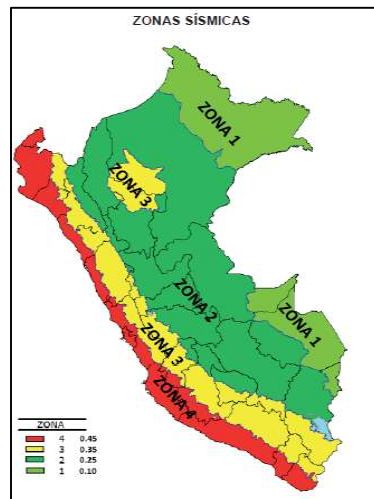 ZONAS SÍSMICAS
ZONA 1
ZONA 3
ZONA 2
ZONA 1
ZONA 3
ZONA 4
ZONA
4 0.45
3 0.35
2 0.25
1 0.10